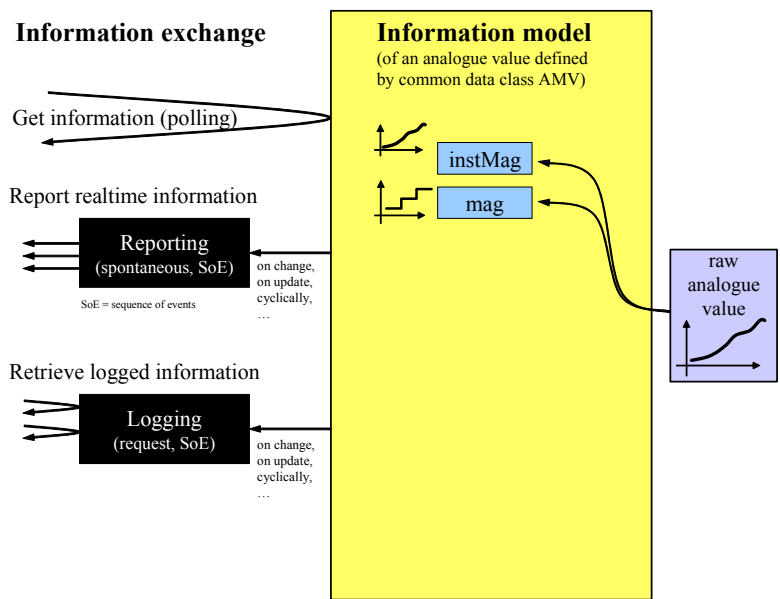 Information exchange
Information model
(of an analogue value defined
by common data class AMV)
Get information (polling)
instMag
mag
Report realtime information
Reporting
(spontaneous, SoE)
on change,
on update,
cyclically,
…
SoE = sequence of events
raw
analogue
value
Retrieve logged information
Logging
(request, SoE)
on change,
on update,
cyclically,
…